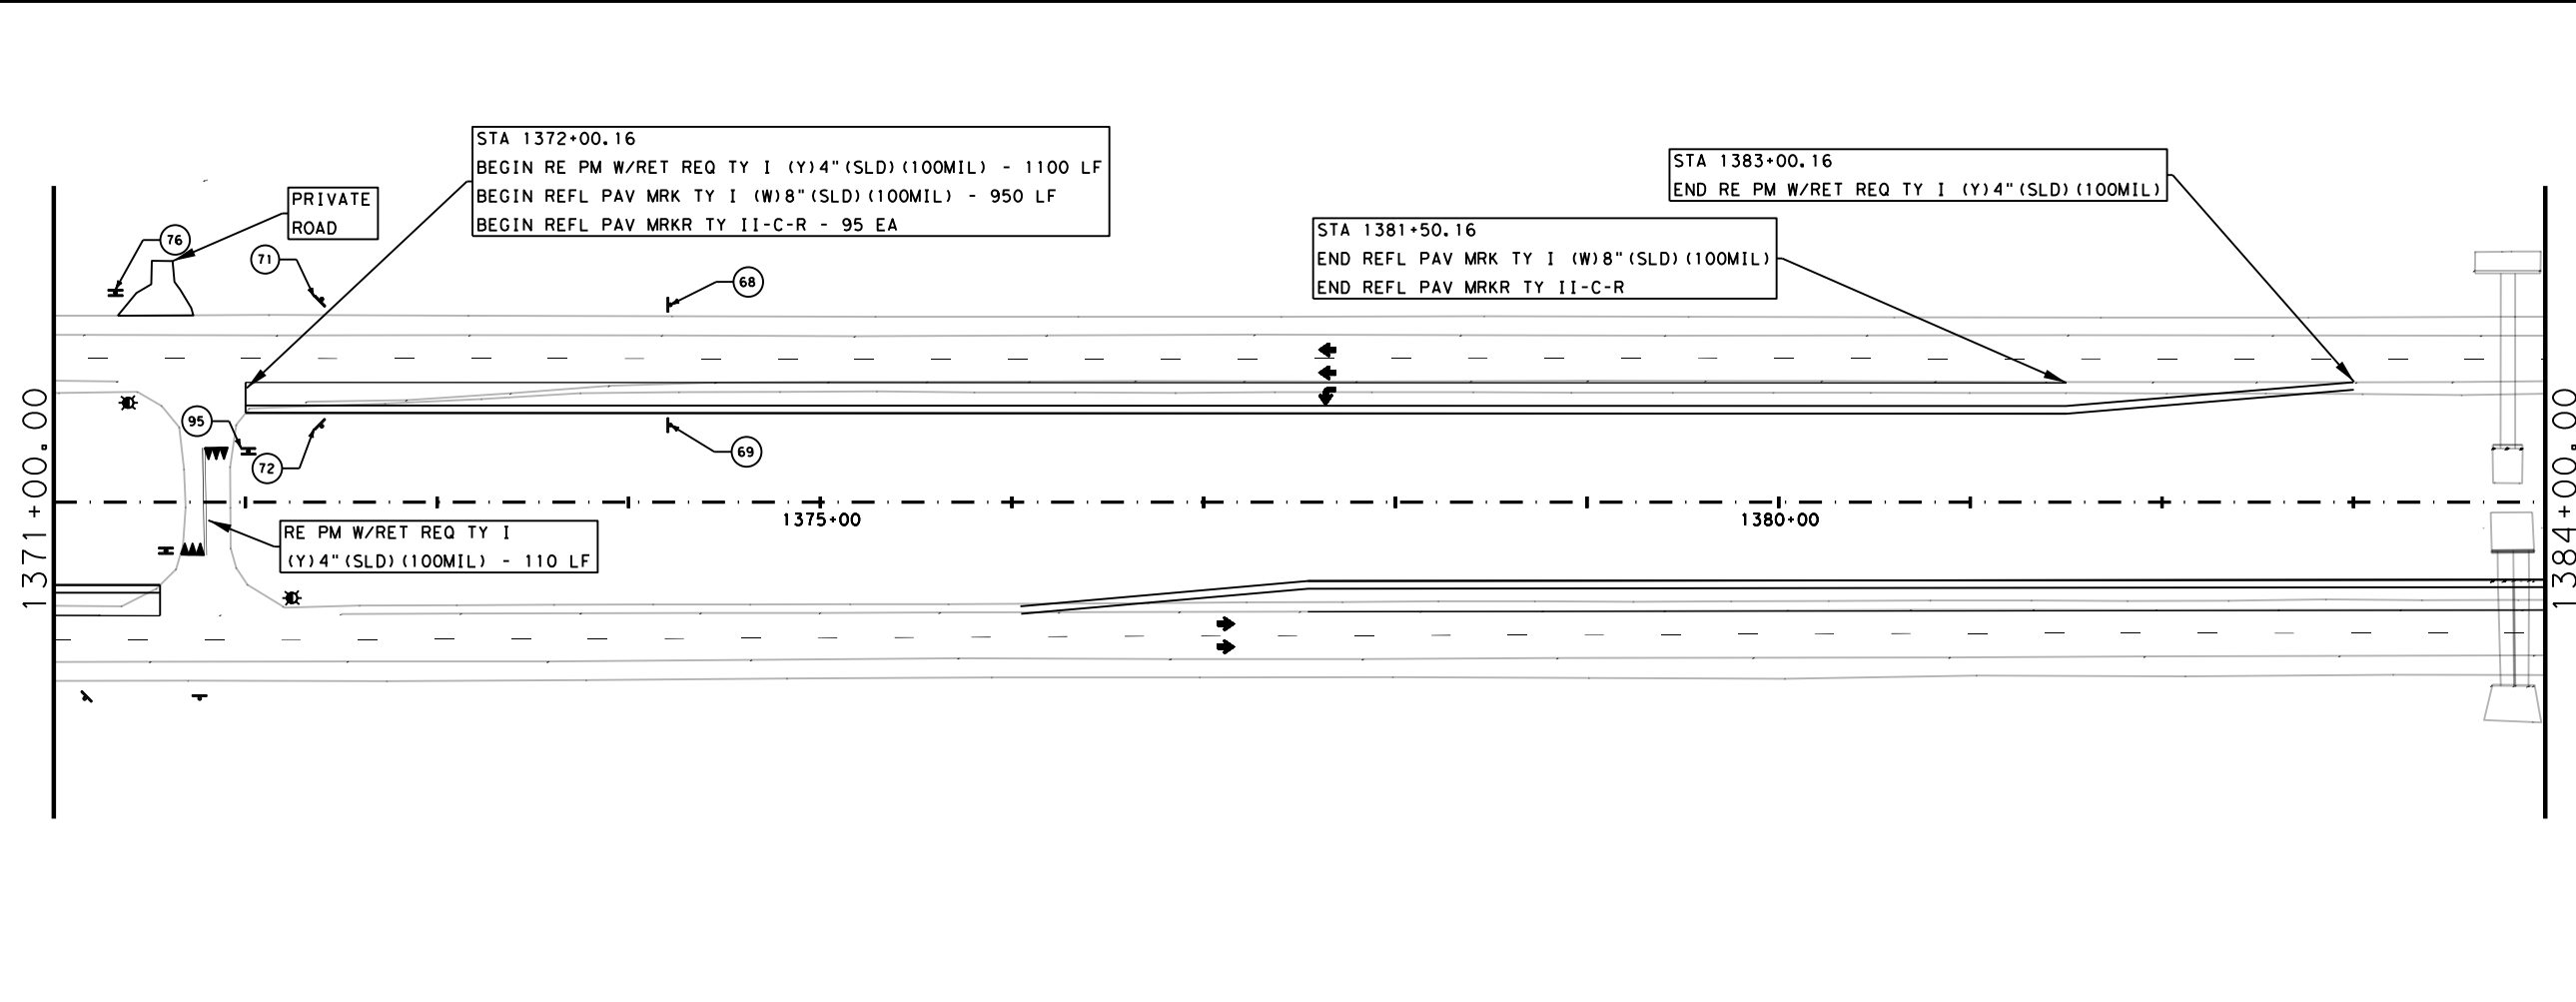 STA 1372+00.16
BEGIN RE PM W/RET REQ TY I (Y)4"(SLD)(100MIL) - 1100 LF
BEGIN REFL PAV MRK TY I (W)8"(SLD)(100MIL) - 950 LF
BEGIN REFL PAV MRKR TY II-C-R - 95 EA
STA 1383+00.16
END RE PM W/RET REQ TY I (Y)4"(SLD)(100MIL)
PRIVATE
ROAD
STA 1381+50.16
END REFL PAV MRK TY I (W)8"(SLD)(100MIL)
END REFL PAV MRKR TY II-C-R
76
71
68
95
72
69
1371+00.00
1384+00.00
1375+00
1380+00
RE PM W/RET REQ TY I
(Y)4"(SLD)(100MIL) - 110 LF